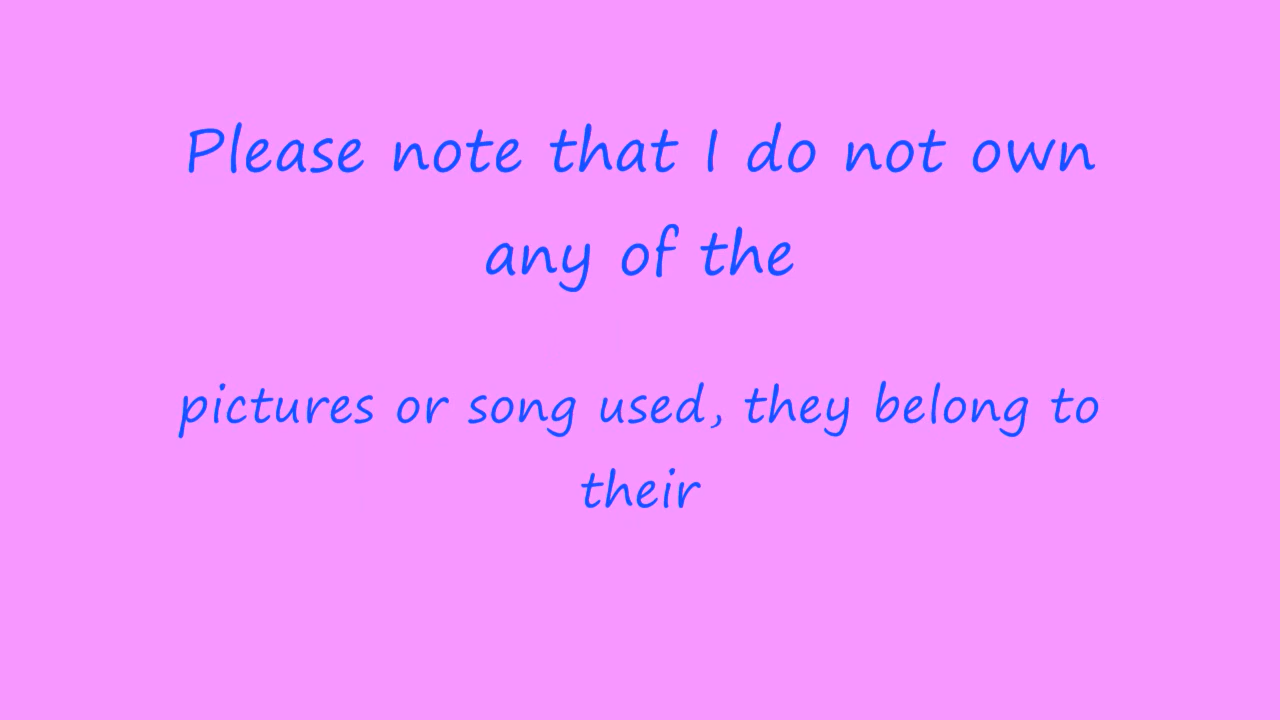 Please note that I do not own
any of the
pictures or song used, they belong to
their